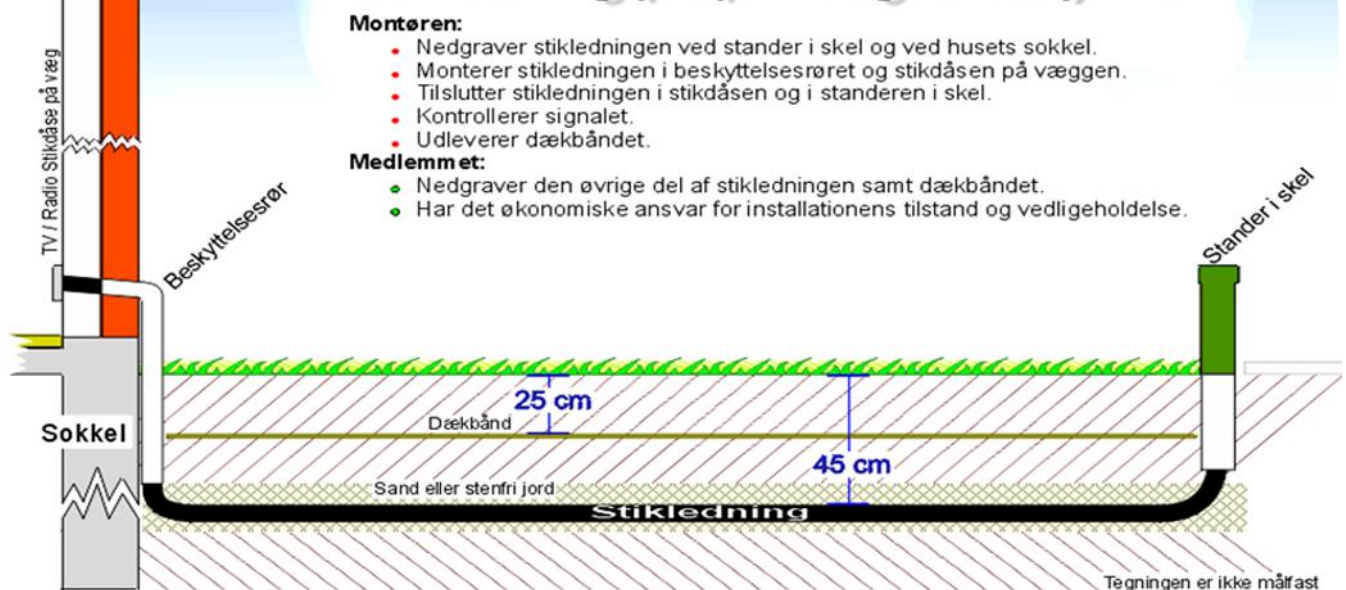 Montøren:
Nedgraver stikledningen ved stander i skel og ved husets sokkel.
Monterer stikledningen i beskyttelsesrøret og stikdåsen på væggen.
Tilslutter stikledningen i stikdåsen og i standeren i skel.
Kontrollerer signalet.
Udleverer dækbåndet.
Medlemmet:
Nedgraver den øvrige del af stikledningen samt dækbåndet.
Har det økonomiske ansvar for installationens tilstand og vedligeholdelse.
TV / Radio Stikdåse på væg
Beskyttelsesrør
Stander i skel
25 cm
Dækbånd
Sokkel
45 cm
Sand eller stenfri jord
Stikledning
Tegningen er ikke målfast